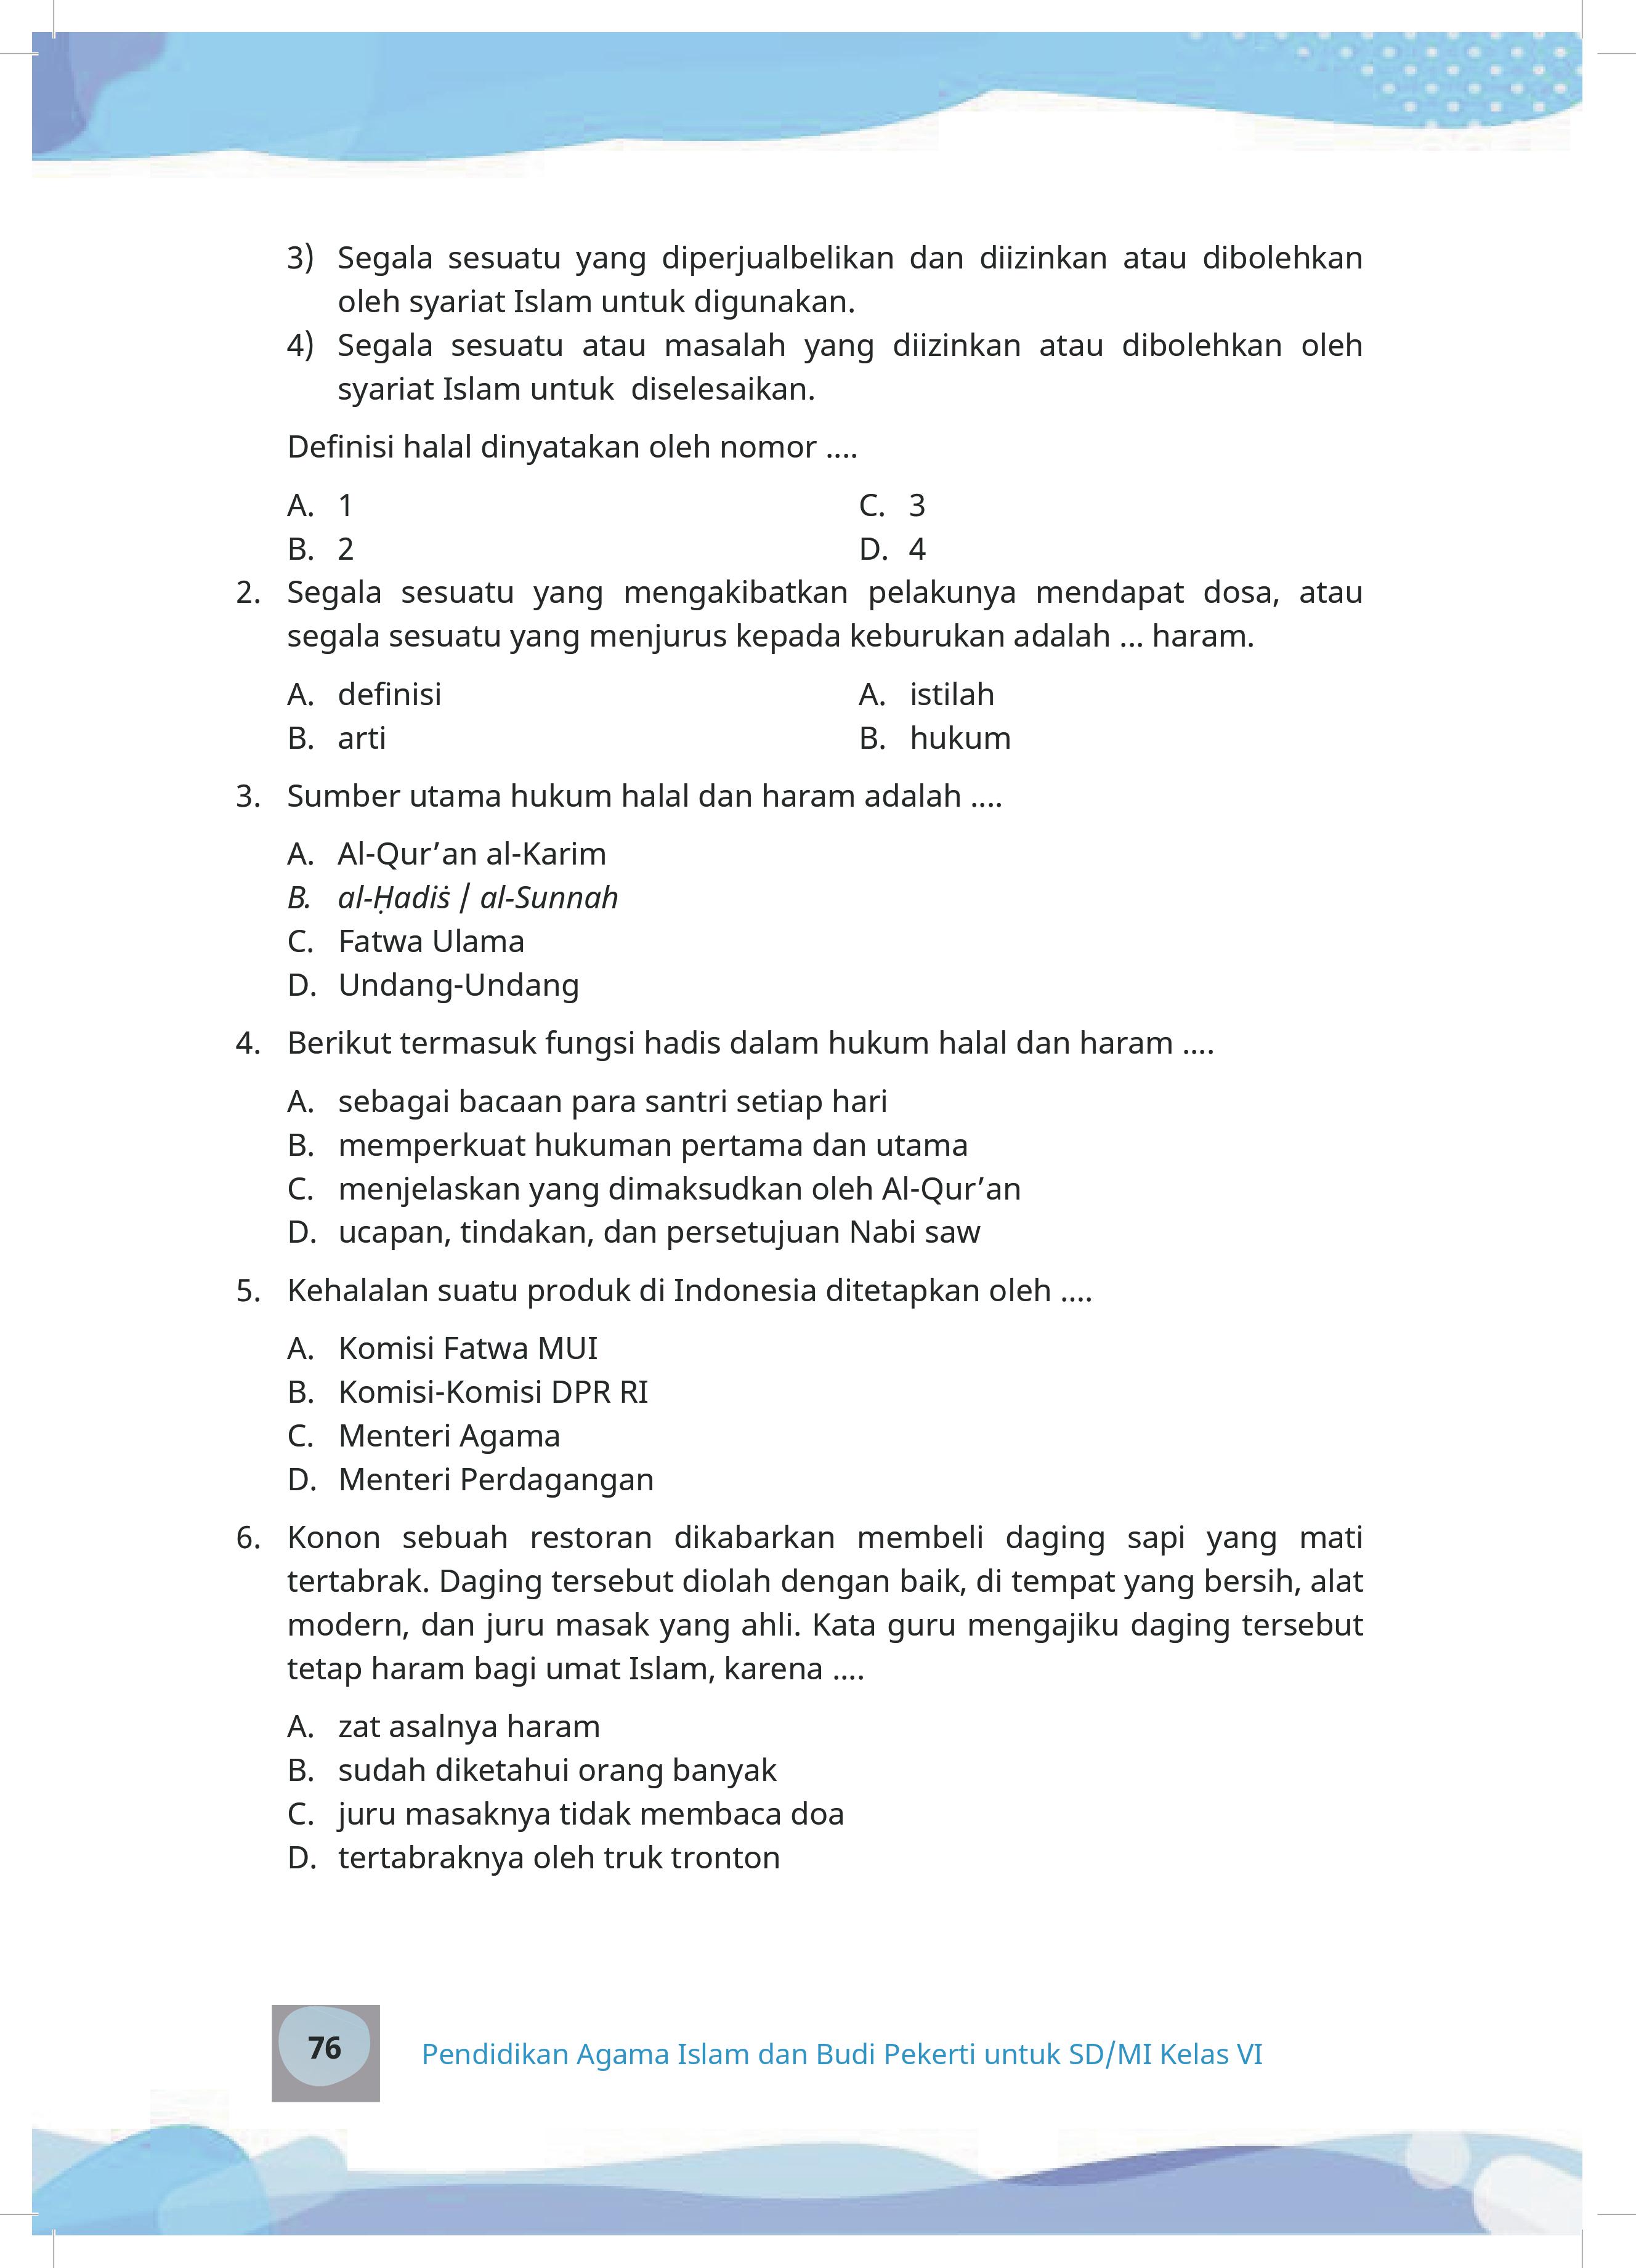 3) Segala sesuatu yang diperjualbelikan dan diizinkan atau dibolehkan
oleh syariat Islam untuk digunakan.
4) Segala sesuatu atau masalah yang diizinkan atau dibolehkan oleh
syariat Islam untuk diselesaikan.
Definisi halal dinyatakan oleh nomor ....
A. 1 C. 3
B. 2 D. 4
2. Segala sesuatu yang mengakibatkan pelakunya mendapat dosa, atau
segala sesuatu yang menjurus kepada keburukan adalah ... haram.
A. definisi A. istilah
B. arti B. hukum
3. Sumber utama hukum halal dan haram adalah ....
A. Al-Qur’an al-Karim
B. al-Ḥadiṡ / al-Sunnah
C. Fatwa Ulama
D. Undang-Undang
4. Berikut termasuk fungsi hadis dalam hukum halal dan haram ....
A. sebagai bacaan para santri setiap hari
B. memperkuat hukuman pertama dan utama
C. menjelaskan yang dimaksudkan oleh Al-Qur’an
D. ucapan, tindakan, dan persetujuan Nabi saw
5. Kehalalan suatu produk di Indonesia ditetapkan oleh ....
A. Komisi Fatwa MUI
B. Komisi-Komisi DPR RI
C. Menteri Agama
D. Menteri Perdagangan
6. Konon sebuah restoran dikabarkan membeli daging sapi yang mati
tertabrak. Daging tersebut diolah dengan baik, di tempat yang bersih, alat
modern, dan juru masak yang ahli. Kata guru mengajiku daging tersebut
tetap haram bagi umat Islam, karena ....
A. zat asalnya haram
B. sudah diketahui orang banyak
C. juru masaknya tidak membaca doa
D. tertabraknya oleh truk tronton
76 Pendidikan Agama Islam dan Budi Pekerti untuk SD/MI Kelas VI